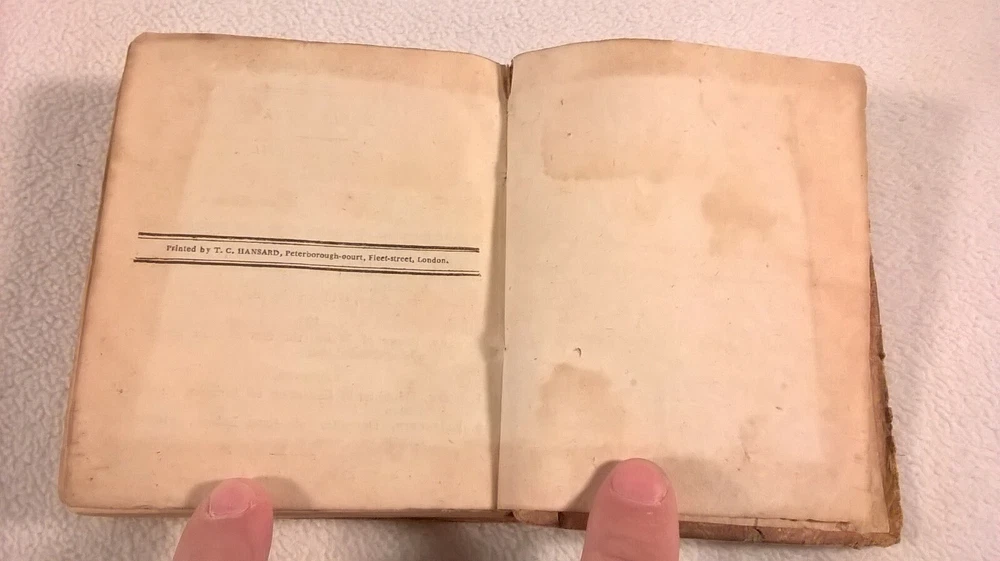 Printed by T. C. HANSARD, Peterborough-court, Fleet-street, London.